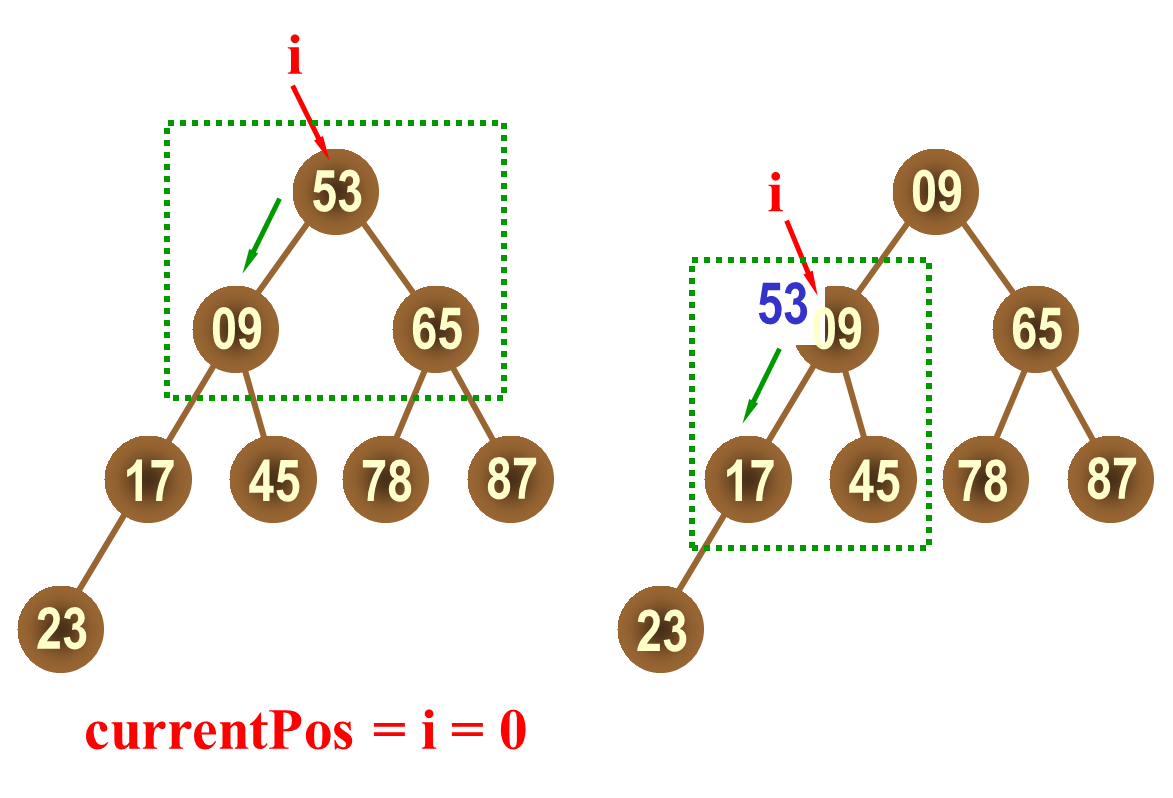 i
53
09 65
17 45 78 87
23
i
09
53 09 65
17 45 78 87
23
currentPos = i = 0